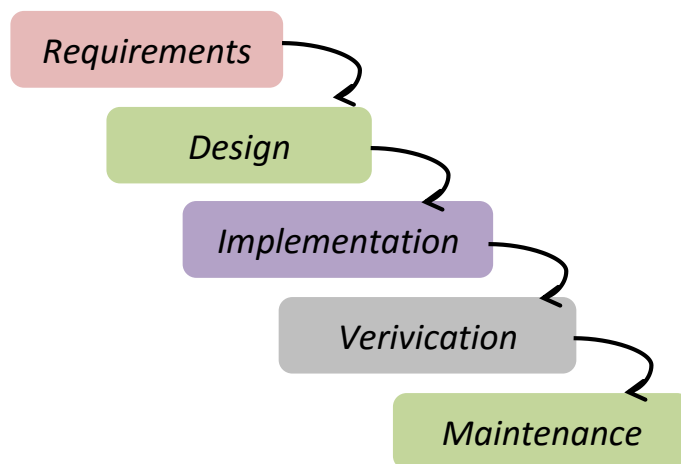 Requirements
Design
Implementation
Verivication
Maintenance